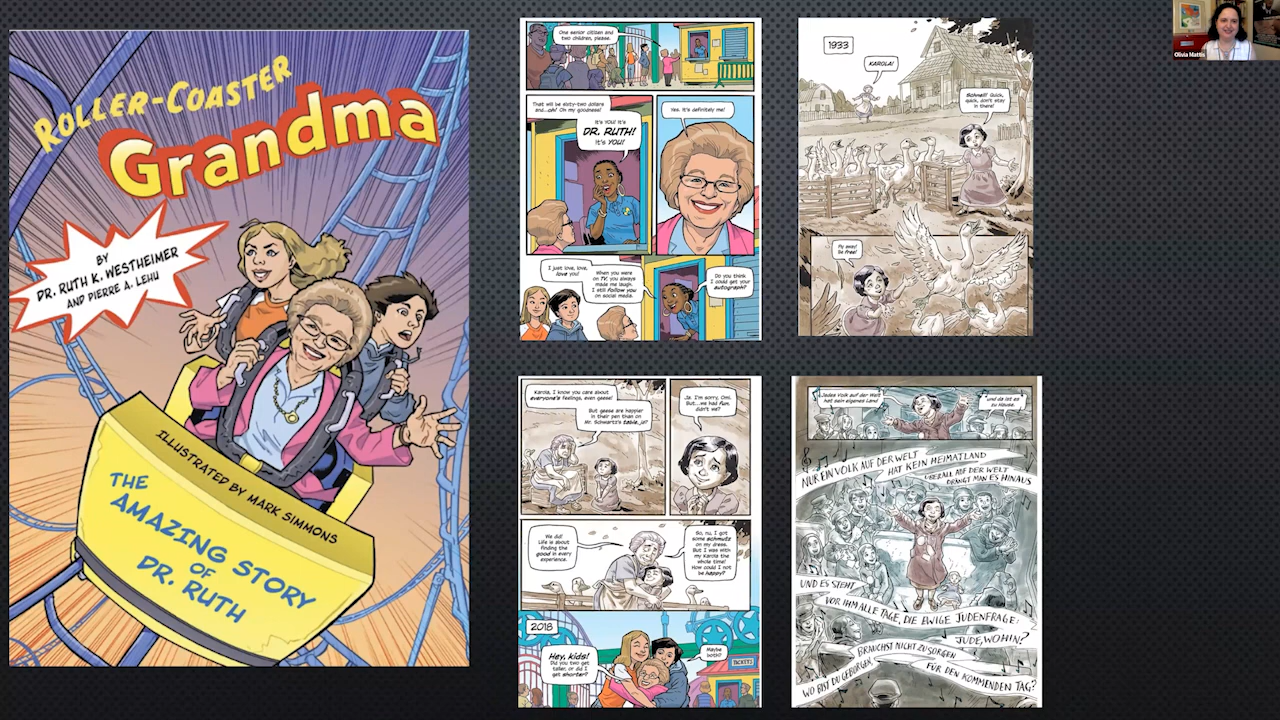 ROLLER-COASTER
Grandma
BY
DR. RUTH K. WESTHEIMER
AND PIERRE A. LEHU
ILLUSTRATED BY MARK SIMMONS
THE
AMAZING STORY
OF
DR. RUTH
One senior citizen and
two children, please.
That will be sixty-two dollars
and...oh! Oh my goodness!
It's YOU! It's
DR. RUTH!
It's YOU!
Yes. It's definitely me!
I just love, love,
love you!
When you were
on TV, you always
made me laugh.
I still follow you
on social media.
Do you think
I could get your
autograph?
1933
KAROLA!
Schnell! Quick,
quick, don't stay
in there!
Fly away!
Be free!
Karola, I know you care about
everyone's feelings, even geese!
But geese are happier
in their pen than on
Mr. Schwartz's table, ja?
Ja. I'm sorry, Omi.
But...we had fun,
didn't we?
We did!
Life is about
finding the
good in every
experience.
So, nu, I got
some schmutz
on my dress.
But I was with
my Karola the
whole time!
How could I not
be happy?
2018
Hey, kids!
Did you two get
taller, or did I
get shorter?
Maybe
both?
TICKETS
Jedes Volk auf der Welt
hat sein eigenes Land
und da ist es
zu Hause.
NUR EIN VOLK AUF DER WELT
HAT KEIN HEIMATLAND
ÜBERALL AUF DER WELT
DRÄNGT MAN ES HINAUS
UND ES STEHT
VOR IHM ALLE TAGE, DIE EWIGE JUDENFRAGE:
JUDE, WOHIN?
BRAUCHST NICHT ZU SORGEN
FÜR DEN KOMMENDEN TAG?
WO BIST DU GEBORGEN
Olivia Mattis